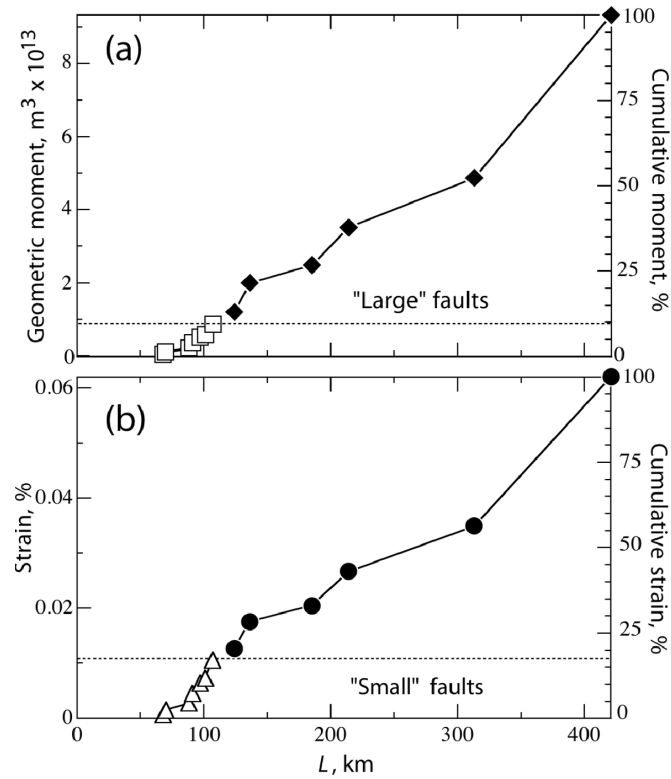 (a)
Geometric moment, m³ x 10¹³
8
6
4
2
0
100
75
50
25
0
Cumulative moment, %
"Large" faults
(b)
Strain, %
0.06
0.04
0.02
0
100
75
50
25
0
Cumulative strain, %
"Small" faults
0
100
200
300
400
L, km